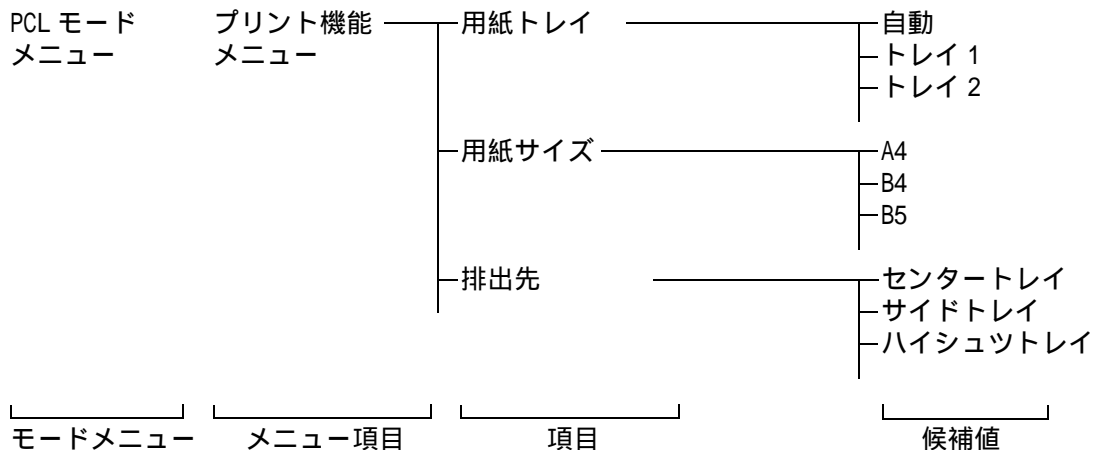 PCL モード プリント機能 用紙トレイ 自動
メニュー メニュー トレイ 1
トレイ 2
用紙サイズ A4
B4
B5
排出先 センタートレイ
サイドトレイ
ハイシュツトレイ
モードメニュー メニュー項目 項目 候補値